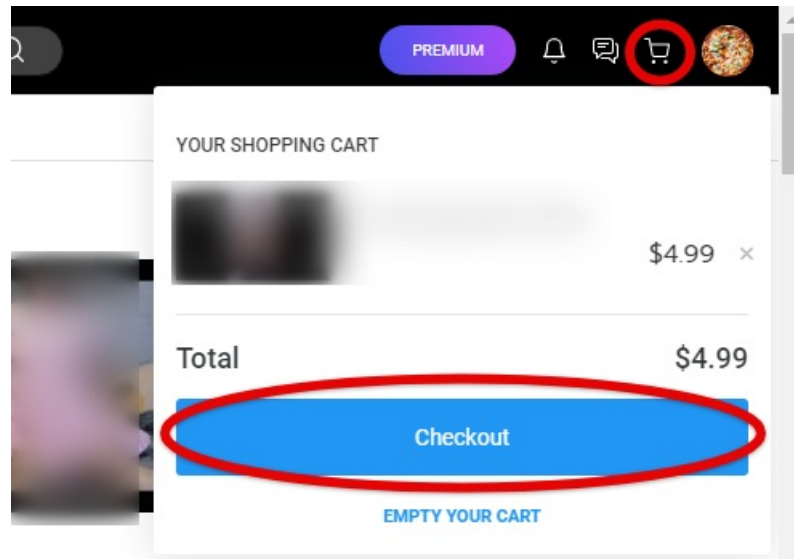 PREMIUM
YOUR SHOPPING CART
$4.99 ×
Total $4.99
Checkout
EMPTY YOUR CART